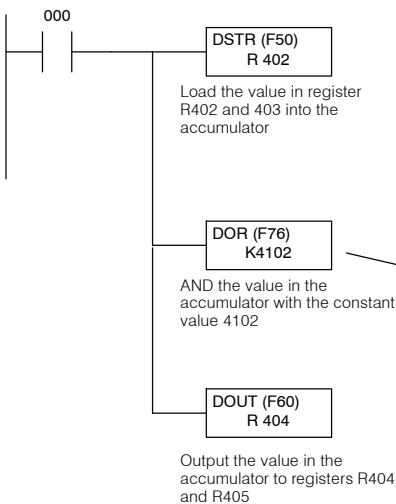 000
DSTR (F50)
R 402
Load the value in register
R402 and 403 into the
accumulator
DOR (F76)
K4102
AND the value in the
accumulator with the constant
value 4102
DOUT (F60)
R 404
Output the value in the
accumulator to registers R404
and R405